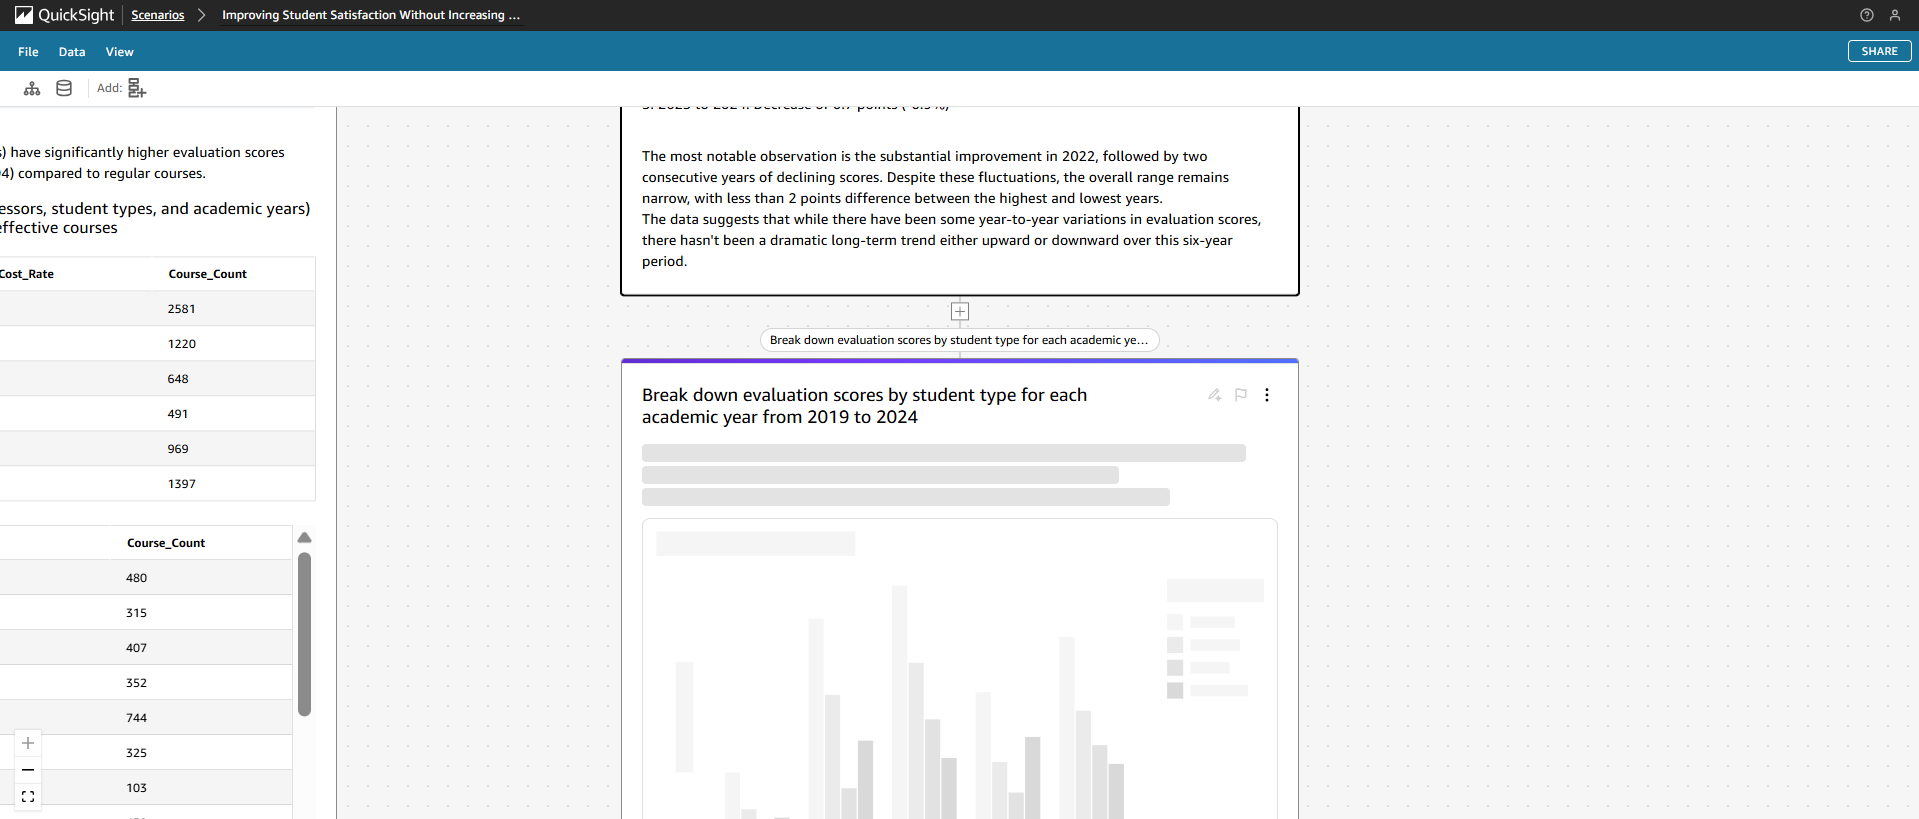 QuickSight
Scenarios
Improving Student Satisfaction Without Increasing ...
File
Data
View
SHARE
Add:
) have significantly higher evaluation scores
4) compared to regular courses.
essors, student types, and academic years)
effective courses
Cost_Rate Course_Count
2581
1220
648
491
969
1397
Course_Count
480
315
407
352
744
325
103
The most notable observation is the substantial improvement in 2022, followed by two
consecutive years of declining scores. Despite these fluctuations, the overall range remains
narrow, with less than 2 points difference between the highest and lowest years.
The data suggests that while there have been some year-to-year variations in evaluation scores,
there hasn't been a dramatic long-term trend either upward or downward over this six-year
period.
Break down evaluation scores by student type for each academic ye...
Break down evaluation scores by student type for each
academic year from 2019 to 2024